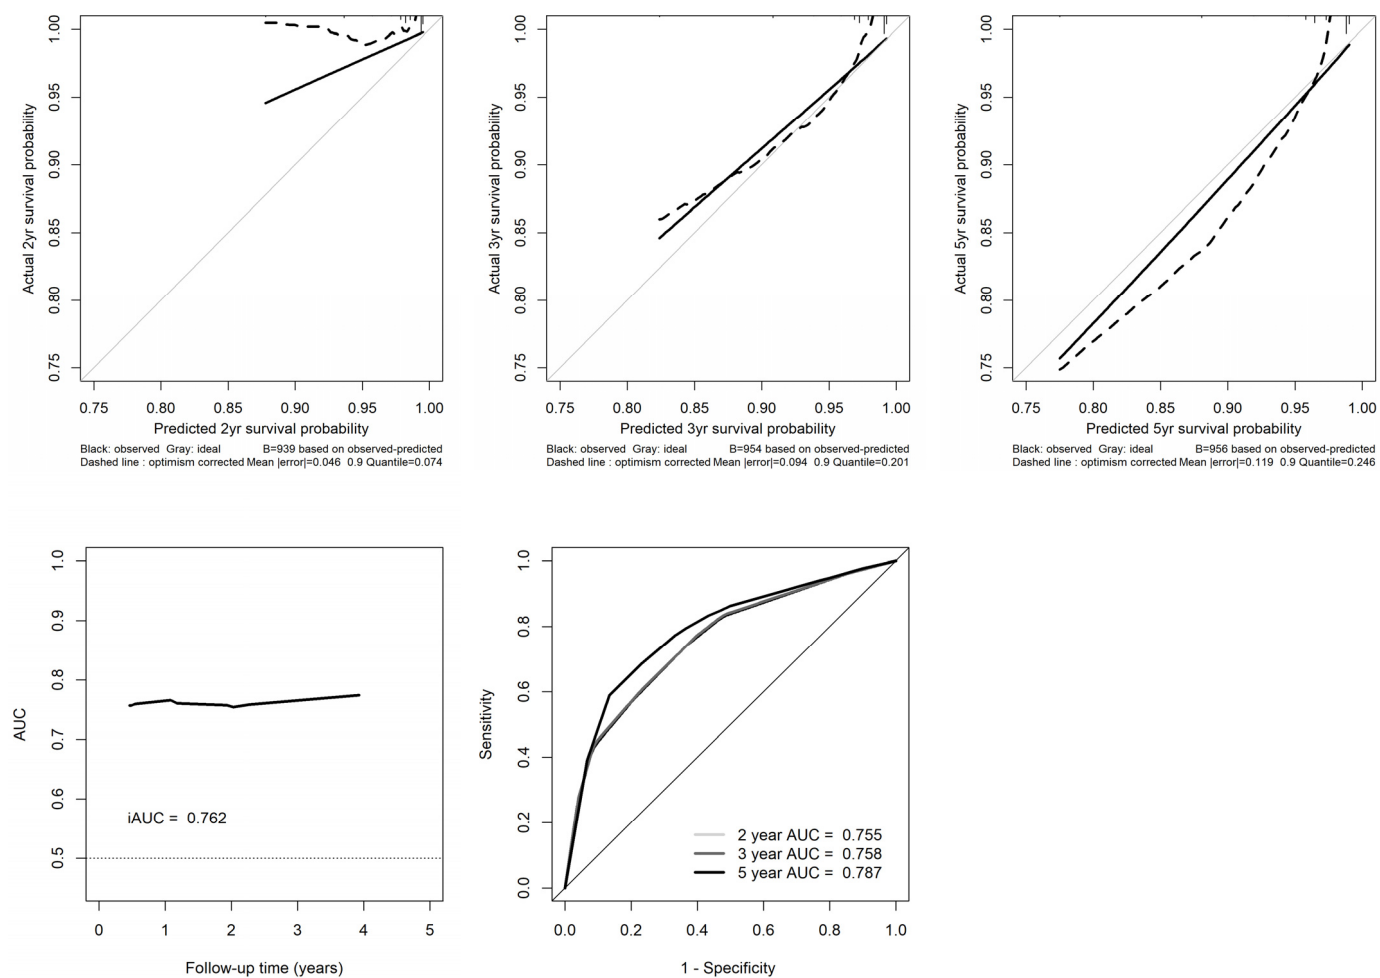 1.00
0.95
0.90
0.85
0.80
0.75
Actual 2yr survival probability
0.75 0.80 0.85 0.90 0.95 1.00
Predicted 2yr survival probability
Black: observed Gray: ideal B=939 based on observed-predicted
Dashed line : optimism corrected Mean |error|=0.046 0.9 Quantile=0.074
1.00
0.95
0.90
0.85
0.80
0.75
Actual 3yr survival probability
0.75 0.80 0.85 0.90 0.95 1.00
Predicted 3yr survival probability
Black: observed Gray: ideal B=954 based on observed-predicted
Dashed line : optimism corrected Mean |error|=0.094 0.9 Quantile=0.201
1.00
0.95
0.90
0.85
0.80
0.75
Actual 5yr survival probability
0.75 0.80 0.85 0.90 0.95 1.00
Predicted 5yr survival probability
Black: observed Gray: ideal B=956 based on observed-predicted
Dashed line : optimism corrected Mean |error|=0.119 0.9 Quantile=0.246
1.0
0.9
0.8
0.7
0.6
0.5
AUC
iAUC = 0.762
0 1 2 3 4 5
Follow-up time (years)
1.0
0.8
0.6
0.4
0.2
0.0
Sensitivity
2 year AUC = 0.755
3 year AUC = 0.758
5 year AUC = 0.787
0.0 0.2 0.4 0.6 0.8 1.0
1 - Specificity